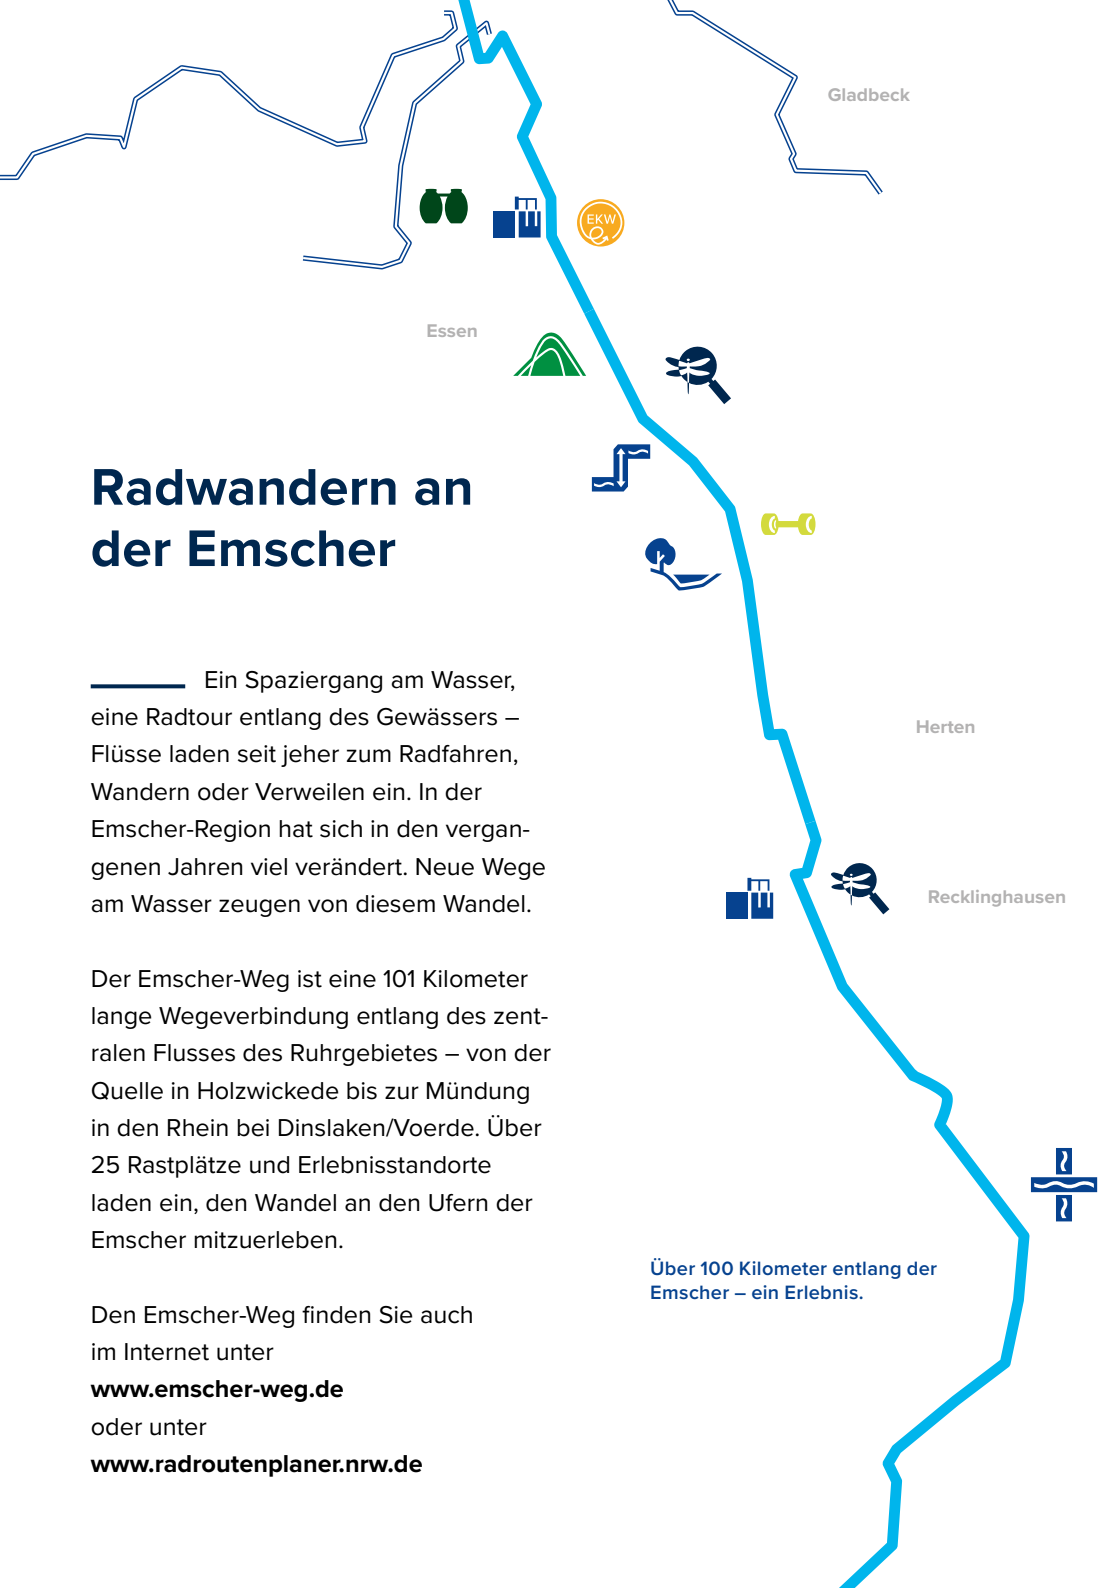 Gladbeck
EKW
Essen
Radwandern an
der Emscher
Ein Spaziergang am Wasser,
eine Radtour entlang des Gewässers –
Flüsse laden seit jeher zum Radfahren,
Wandern oder Verweilen ein. In der
Emscher-Region hat sich in den vergan-
genen Jahren viel verändert. Neue Wege
am Wasser zeugen von diesem Wandel.
Der Emscher-Weg ist eine 101 Kilometer
lange Wegeverbindung entlang des zent-
ralen Flusses des Ruhrgebietes – von der
Quelle in Holzwickede bis zur Mündung
in den Rhein bei Dinslaken/Voerde. Über
25 Rastplätze und Erlebnisstandorte
laden ein, den Wandel an den Ufern der
Emscher mitzuerleben.
Den Emscher-Weg finden Sie auch
im Internet unter
www.emscher-weg.de
oder unter
www.radroutenplaner.nrw.de
Herten
Recklinghausen
Über 100 Kilometer entlang der
Emscher – ein Erlebnis.